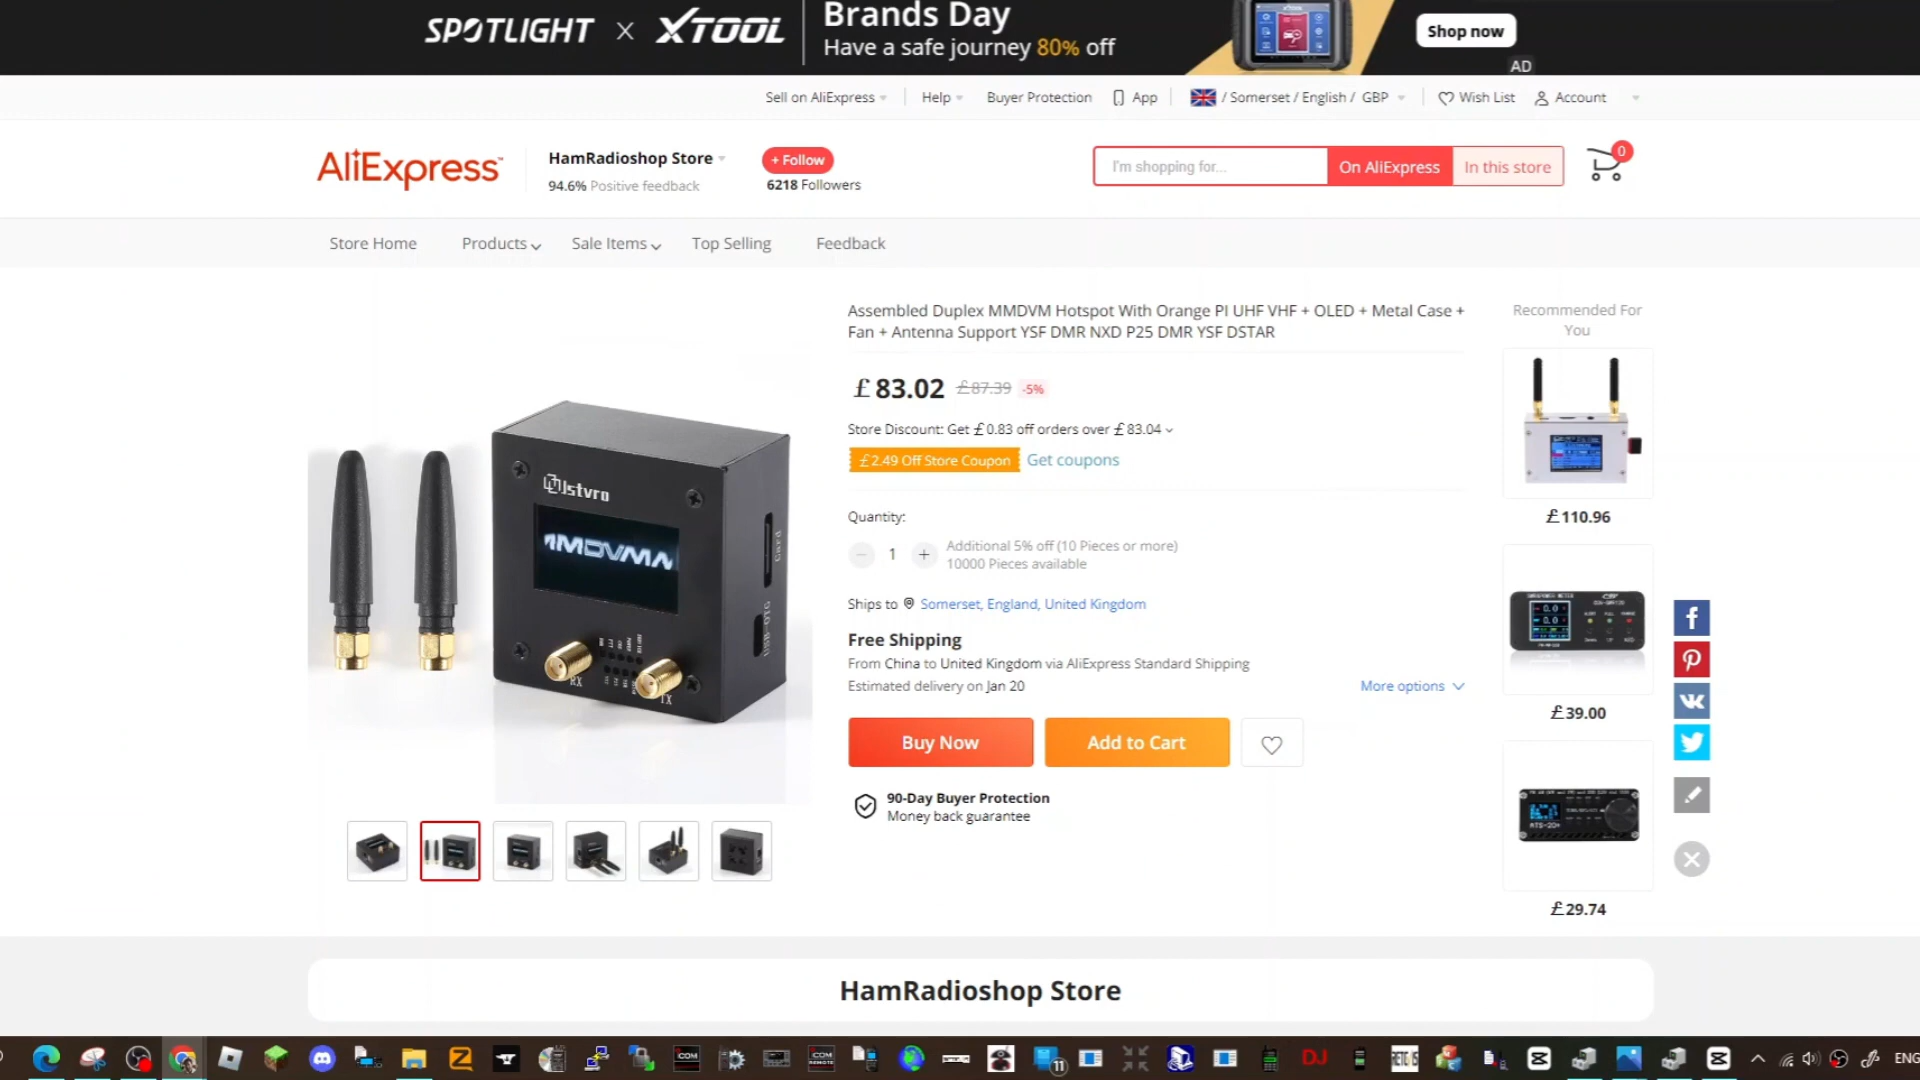 SPOTLIGHT X XTOOL
Brands Day
Have a safe journey 80% off
Shop now
AD
Sell on AliExpress
Help
Buyer Protection
App
/ Somerset / English / GBP
Wish List
Account
AliExpress
HamRadioshop Store
94.6% Positive feedback
+ Follow
6218 Followers
I'm shopping for...
On AliExpress
In this store
0
Store Home
Products
Sale Items
Top Selling
Feedback
Assembled Duplex MMDVM Hotspot With Orange PI UHF VHF + OLED + Metal Case +
Fan + Antenna Support YSF DMR NXD P25 DMR YSF DSTAR
£83.02 £87.39 -5%
Store Discount: Get £0.83 off orders over £83.04
£2.49 Off Store Coupon
Get coupons
Quantity:
1
Additional 5% off (10 Pieces or more)
10000 Pieces available
Ships to Somerset, England, United Kingdom
Free Shipping
From China to United Kingdom via AliExpress Standard Shipping
Estimated delivery on Jan 20
More options
Buy Now
Add to Cart
90-Day Buyer Protection
Money back guarantee
Jstvro
RX
TX
Card
USB-OTG
Recommended For
You
£110.96
£39.00
£29.74
HamRadioshop Store
11
DJ
ENG